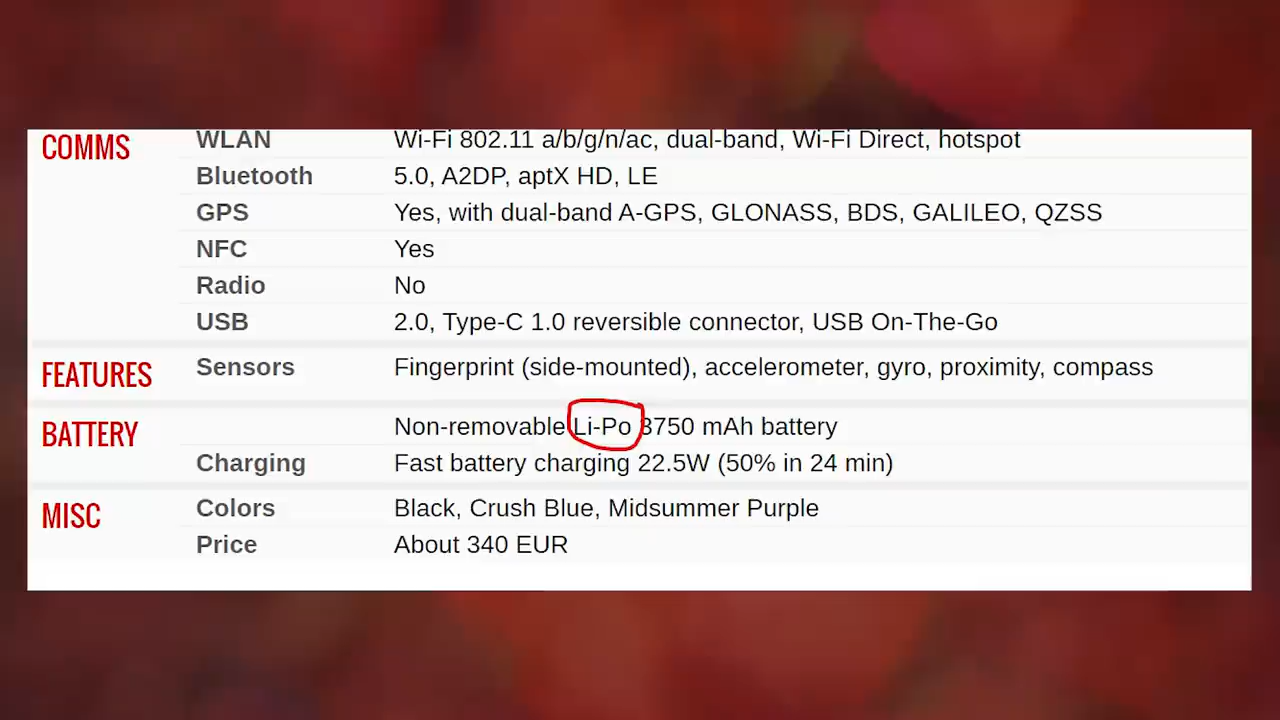 COMMS WLAN Wi-Fi 802.11 a/b/g/n/ac, dual-band, Wi-Fi Direct, hotspot
Bluetooth 5.0, A2DP, aptX HD, LE
GPS Yes, with dual-band A-GPS, GLONASS, BDS, GALILEO, QZSS
NFC Yes
Radio No
USB 2.0, Type-C 1.0 reversible connector, USB On-The-Go
FEATURES Sensors Fingerprint (side-mounted), accelerometer, gyro, proximity, compass
BATTERY Non-removable Li-Po 3750 mAh battery
Charging Fast battery charging 22.5W (50% in 24 min)
MISC Colors Black, Crush Blue, Midsummer Purple
Price About 340 EUR